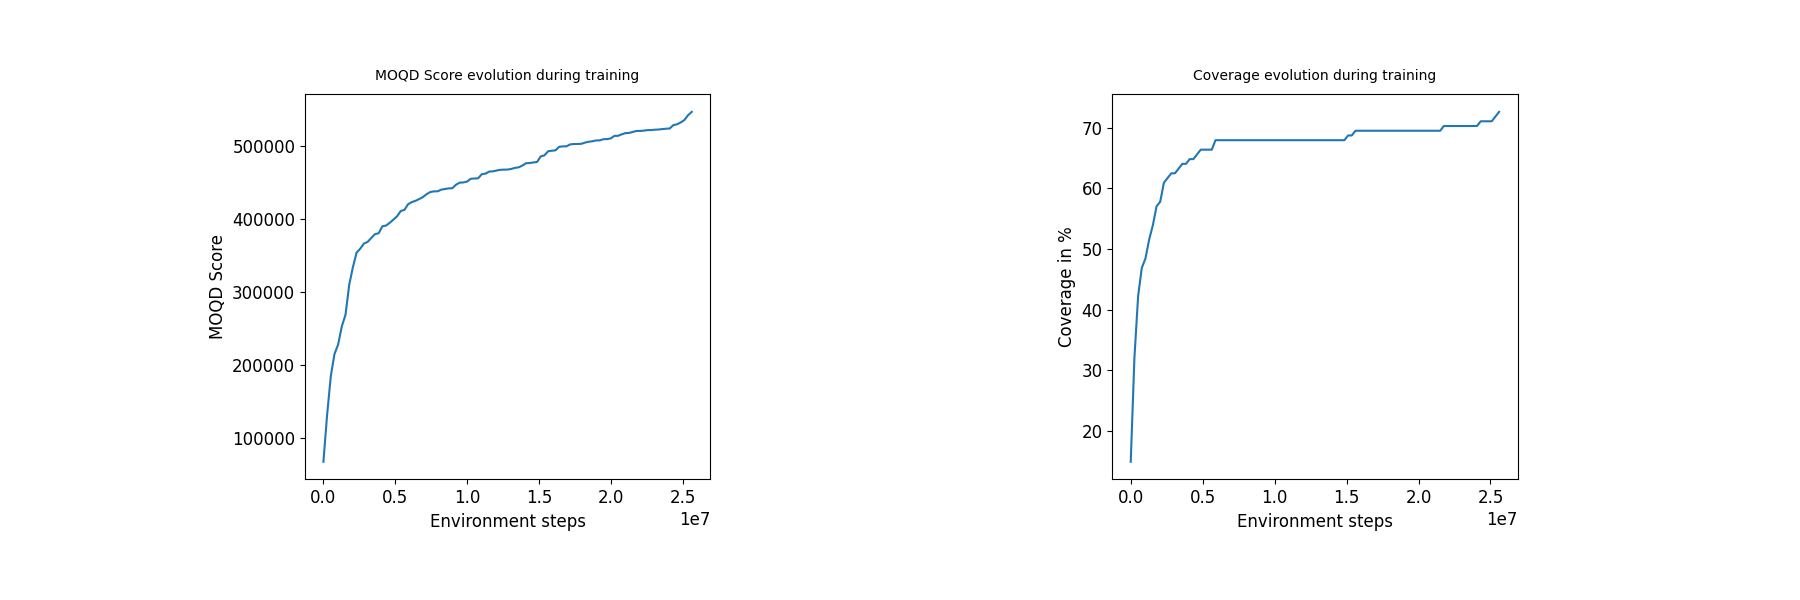 MOQD Score evolution during training
MOQD Score
500000
400000
300000
200000
100000
0.0 0.5 1.0 1.5 2.0 2.5
1e7
Environment steps
Coverage evolution during training
Coverage in %
70
60
50
40
30
20
0.0 0.5 1.0 1.5 2.0 2.5
1e7
Environment steps